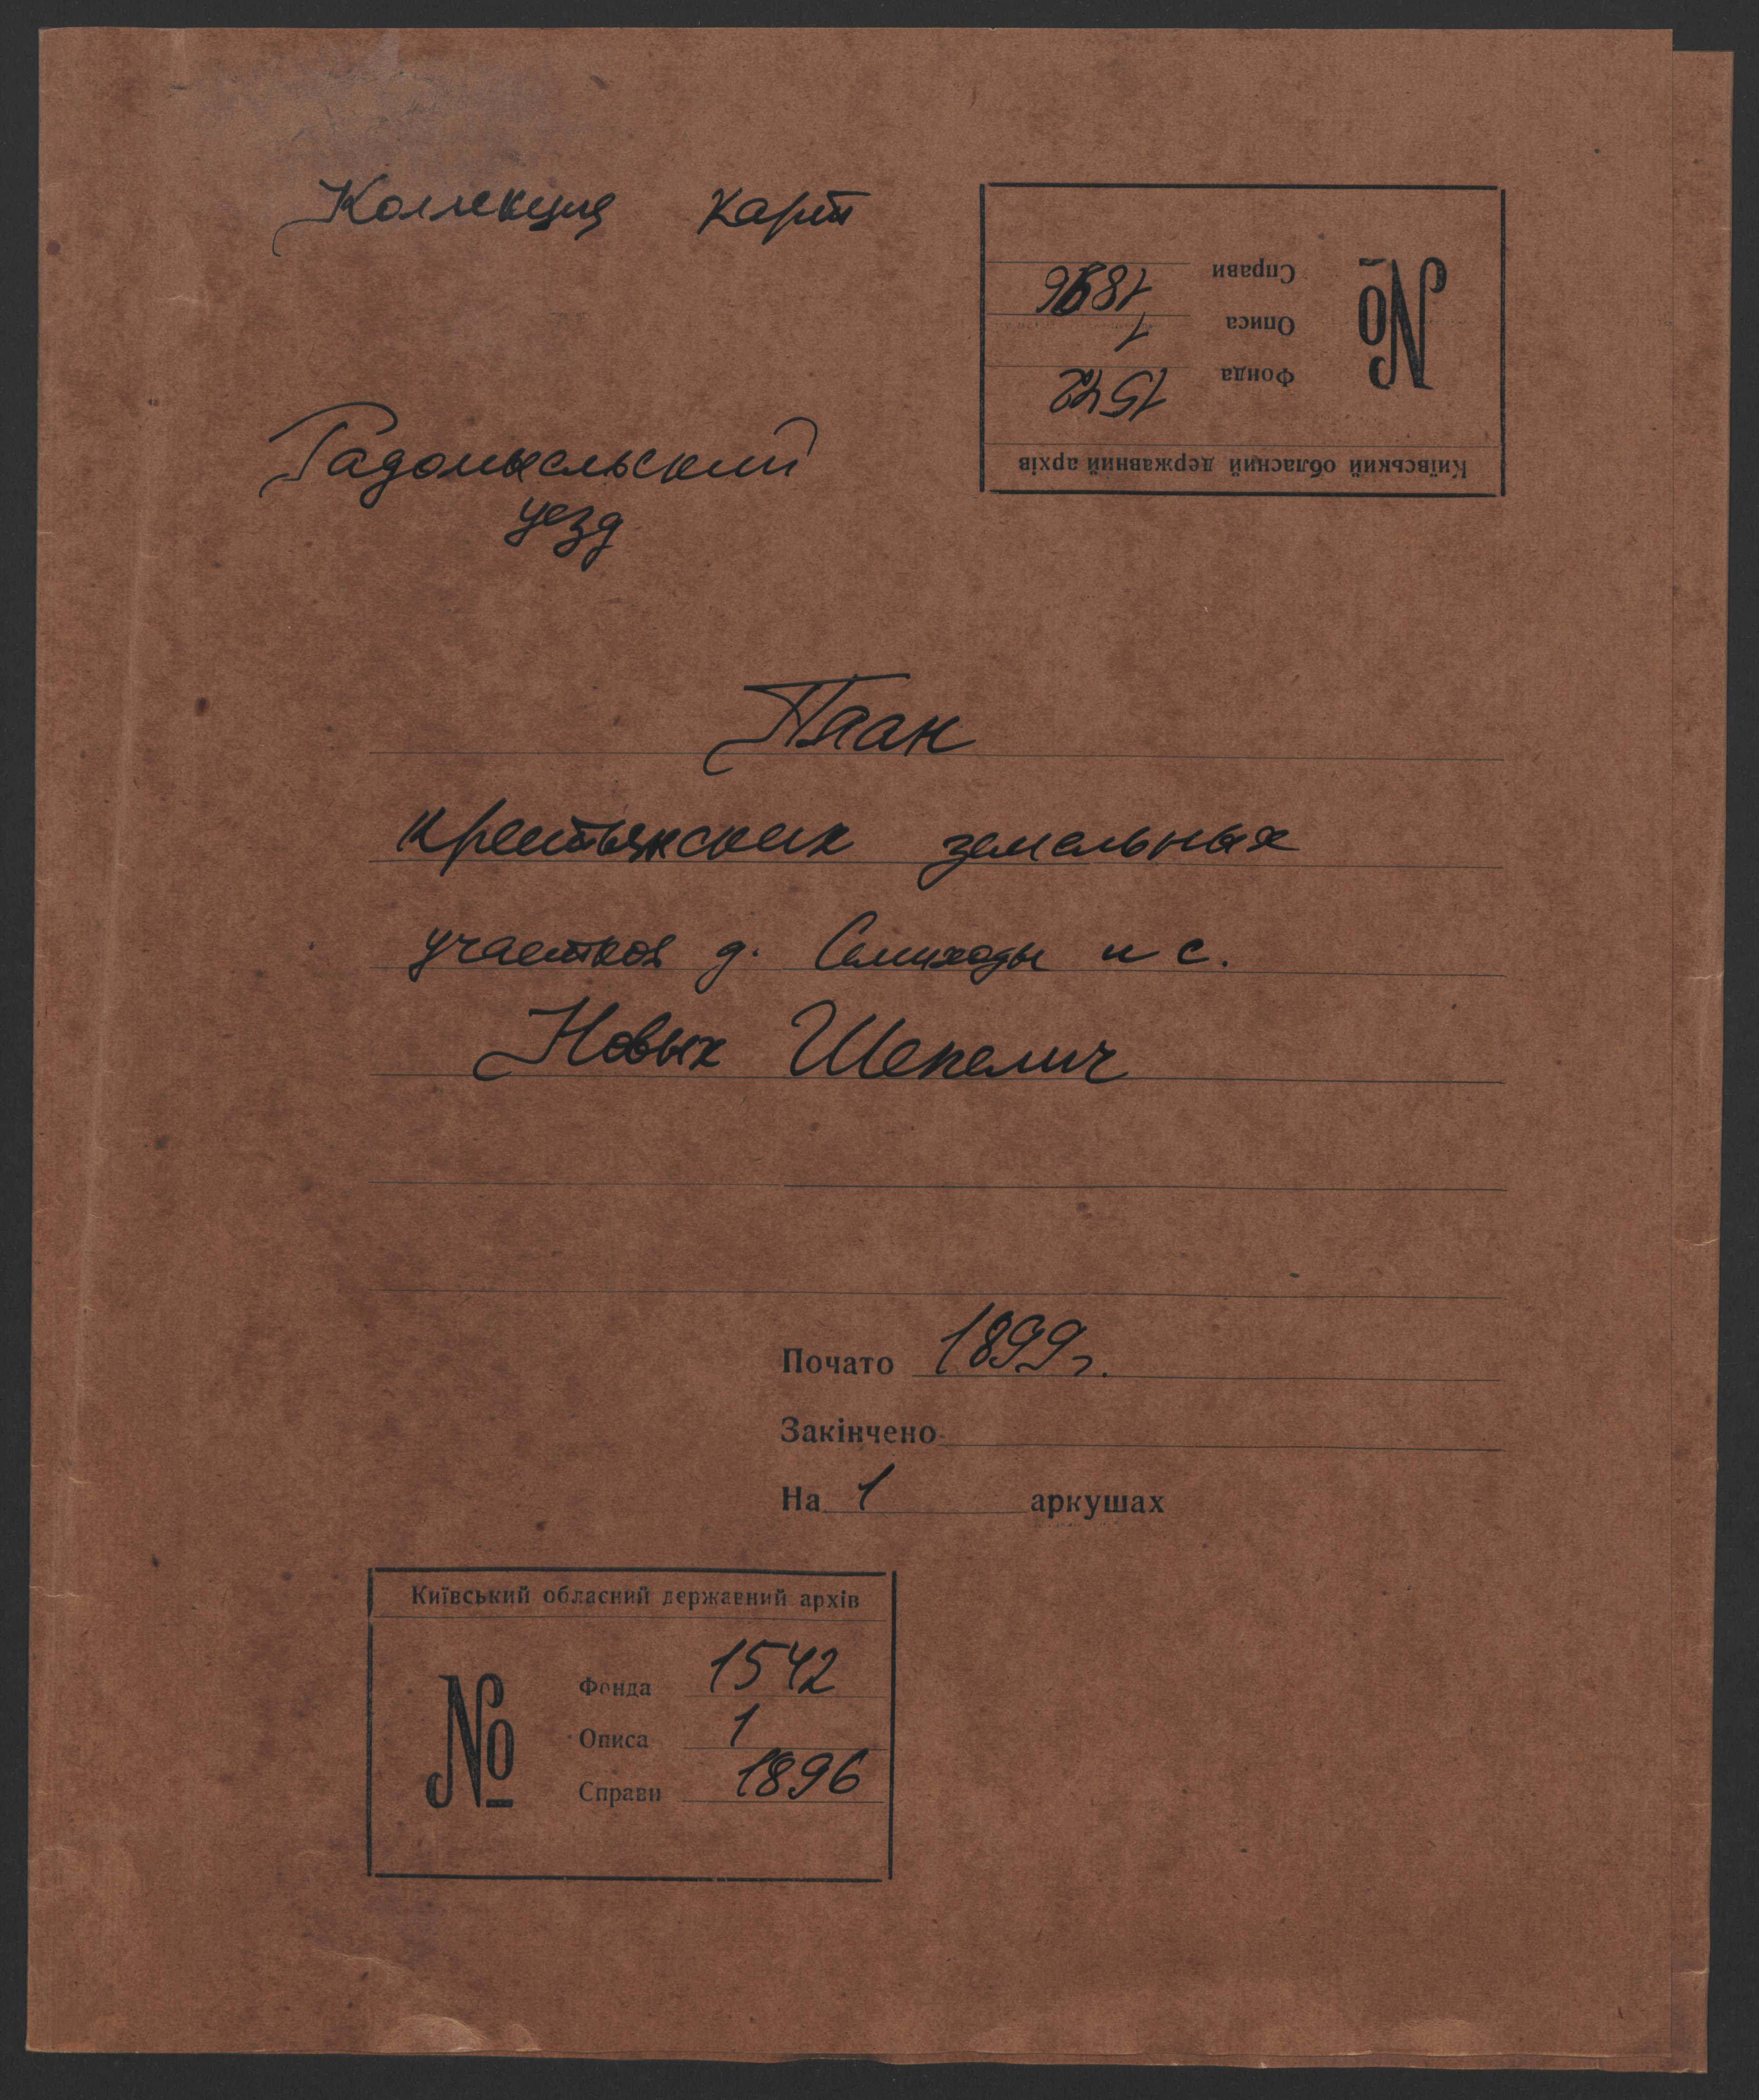 Коллекция карт
Київський обласний державний архів
№
Фонда 1542
Описа 1
Справи 1896
Радомысльский
уезд
План
крестьянских земельных
участков д. Семиходы и с.
Новых Шепелич
Почато 1899г.
Закінчено
На 1 аркушах
Київський обласний державний архів
№
Фонда 1542
Описа 1
Справи 1896